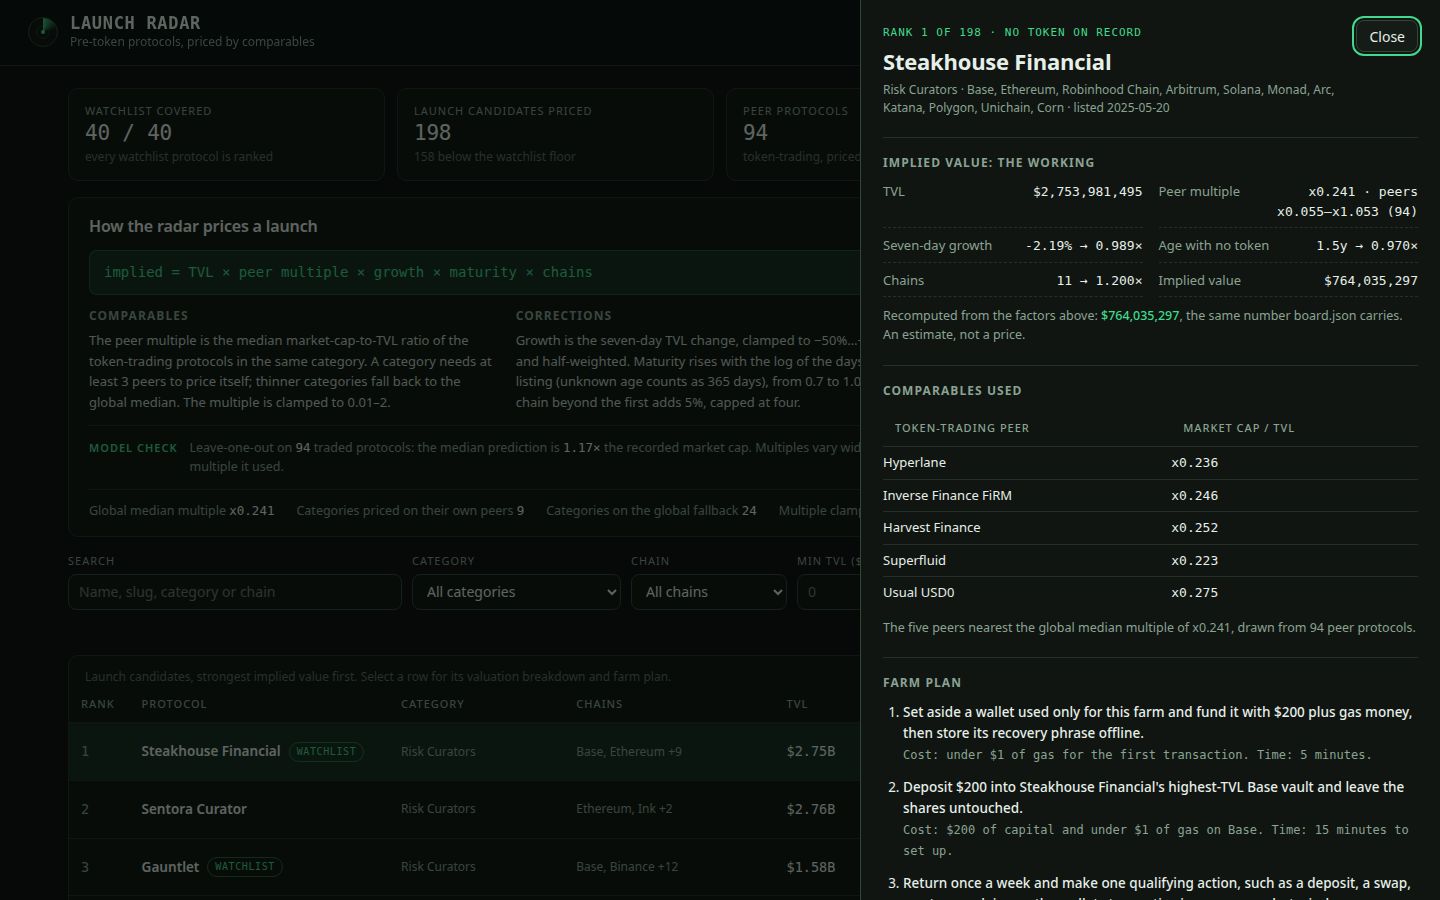 LAUNCH RADAR
Pre-token protocols, priced by comparables
WATCHLIST COVERED
40 / 40
every watchlist protocol is ranked
LAUNCH CANDIDATES PRICED
198
158 below the watchlist floor
PEER PROTOCOLS
94
token-trading, priced
How the radar prices a launch
implied = TVL × peer multiple × growth × maturity × chains
COMPARABLES
The peer multiple is the median market-cap-to-TVL ratio of the
token-trading protocols in the same category. A category needs at
least 3 peers to price itself; thinner categories fall back to the
global median. The multiple is clamped to 0.01–2.
CORRECTIONS
Growth is the seven-day TVL change, clamped to −50%…
and half-weighted. Maturity rises with the log of the days
listing (unknown age counts as 365 days), from 0.7 to 1.0
chain beyond the first adds 5%, capped at four.
MODEL CHECK
Leave-one-out on 94 traded protocols: the median prediction is 1.17× the recorded market cap. Multiples vary wid
multiple it used.
Global median multiple x0.241
Categories priced on their own peers 9
Categories on the global fallback 24
Multiple clam
SEARCH
Name, slug, category or chain
CATEGORY
All categories
CHAIN
All chains
MIN TVL ($
0
Launch candidates, strongest implied value first. Select a row for its valuation breakdown and farm plan.
RANK PROTOCOL CATEGORY CHAINS TVL
1 Steakhouse Financial WATCHLIST Risk Curators Base, Ethereum +9 $2.75B
2 Sentora Curator Risk Curators Ethereum, Ink +2 $2.76B
3 Gauntlet WATCHLIST Risk Curators Base, Binance +12 $1.58B
RANK 1 OF 198 · NO TOKEN ON RECORD
Close
Steakhouse Financial
Risk Curators · Base, Ethereum, Robinhood Chain, Arbitrum, Solana, Monad, Arc,
Katana, Polygon, Unichain, Corn · listed 2025-05-20
IMPLIED VALUE: THE WORKING
TVL $2,753,981,495
Peer multiple x0.241 · peers
x0.055–x1.053 (94)
Seven-day growth -2.19% → 0.989×
Age with no token 1.5y → 0.970×
Chains 11 → 1.200×
Implied value $764,035,297
Recomputed from the factors above: $764,035,297, the same number board.json carries.
An estimate, not a price.
COMPARABLES USED
TOKEN-TRADING PEER MARKET CAP / TVL
Hyperlane x0.236
Inverse Finance FiRM x0.246
Harvest Finance x0.252
Superfluid x0.223
Usual USD0 x0.275
The five peers nearest the global median multiple of x0.241, drawn from 94 peer protocols.
FARM PLAN
1. Set aside a wallet used only for this farm and fund it with $200 plus gas money,
then store its recovery phrase offline.
Cost: under $1 of gas for the first transaction. Time: 5 minutes.
2. Deposit $200 into Steakhouse Financial's highest-TVL Base vault and leave the
shares untouched.
Cost: $200 of capital and under $1 of gas on Base. Time: 15 minutes to
set up.
3. Return once a week and make one qualifying action, such as a deposit, a swap,